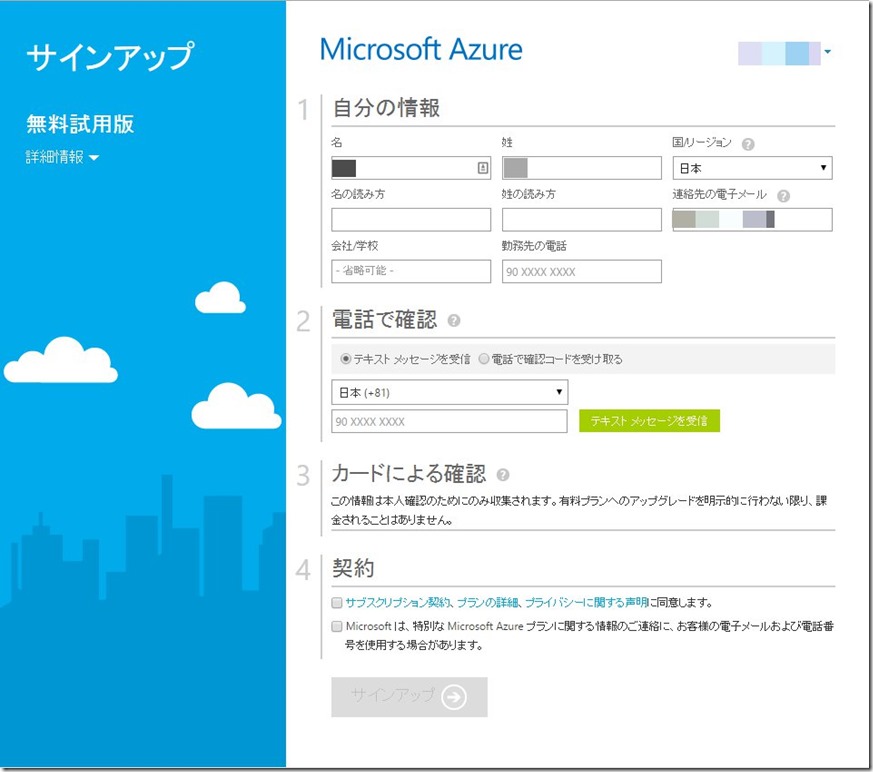 サインアップ
無料試用版
詳細情報
Microsoft Azure
1 自分の情報
名 姓 国/リージョン ?
日本
名の読み方 姓の読み方 連絡先の電子メール ?
会社/学校 勤務先の電話
- 省略可能 - 90 XXXX XXXX
2 電話で確認 ?
テキスト メッセージを受信 電話で確認コードを受け取る
日本 (+81)
90 XXXX XXXX テキスト メッセージを受信
3 カードによる確認 ?
この情報は本人確認のためにのみ収集されます。有料プランへのアップグレードを明示的に行わない限り、課
金されることはありません。
4 契約
サブスクリプション契約、プランの詳細、プライバシーに関する声明に同意します。
Microsoft は、特別な Microsoft Azure プランに関する情報のご連絡に、お客様の電子メールおよび電話番
号を使用する場合があります。
サインアップ